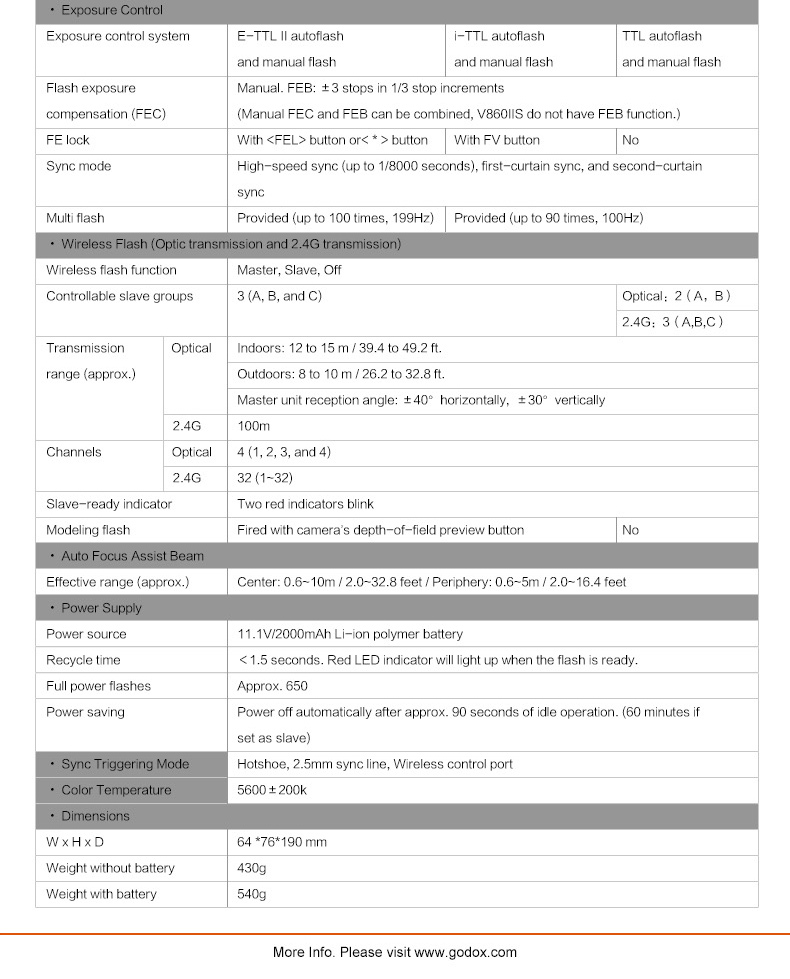 • Exposure Control
Exposure control system E-TTL II autoflash i-TTL autoflash TTL autoflash
and manual flash and manual flash and manual flash
Flash exposure Manual. FEB: ±3 stops in 1/3 stop increments
compensation (FEC) (Manual FEC and FEB can be combined, V860IIS do not have FEB function.)
FE lock With <FEL> button or< * > button With FV button No
Sync mode High-speed sync (up to 1/8000 seconds), first-curtain sync, and second-curtain
sync
Multi flash Provided (up to 100 times, 199Hz) Provided (up to 90 times, 100Hz)
• Wireless Flash (Optic transmission and 2.4G transmission)
Wireless flash function Master, Slave, Off
Controllable slave groups 3 (A, B, and C) Optical; 2 ( A, B )
2.4G; 3 ( A,B,C )
Transmission Optical Indoors: 12 to 15 m / 39.4 to 49.2 ft.
range (approx.) Outdoors: 8 to 10 m / 26.2 to 32.8 ft.
Master unit reception angle: ±40° horizontally, ±30° vertically
2.4G 100m
Channels Optical 4 (1, 2, 3, and 4)
2.4G 32 (1~32)
Slave-ready indicator Two red indicators blink
Modeling flash Fired with camera's depth-of-field preview button No
• Auto Focus Assist Beam
Effective range (approx.) Center: 0.6~10m / 2.0~32.8 feet / Periphery: 0.6~5m / 2.0~16.4 feet
• Power Supply
Power source 11.1V/2000mAh Li-ion polymer battery
Recycle time <1.5 seconds. Red LED indicator will light up when the flash is ready.
Full power flashes Approx. 650
Power saving Power off automatically after approx. 90 seconds of idle operation. (60 minutes if
set as slave)
• Sync Triggering Mode Hotshoe, 2.5mm sync line, Wireless control port
• Color Temperature 5600±200k
• Dimensions
W x H x D 64 *76*190 mm
Weight without battery 430g
Weight with battery 540g
More Info. Please visit www.godox.com